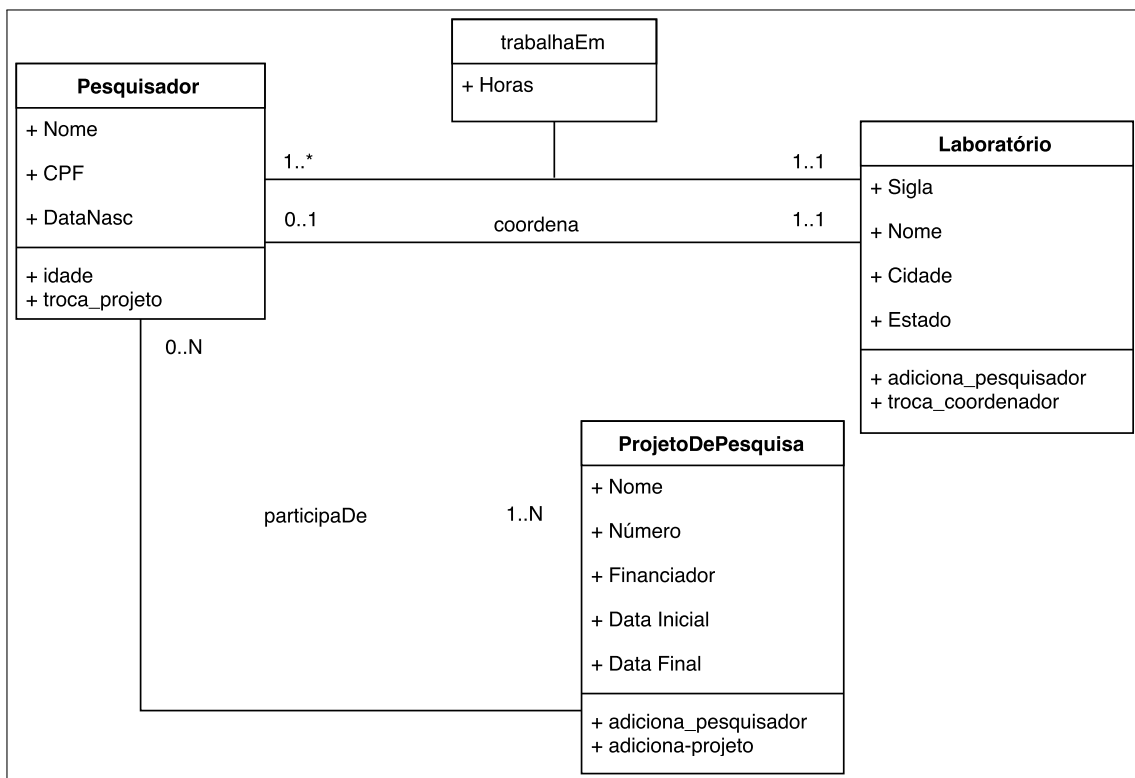 trabalhaEm
+ Horas
Pesquisador
+ Nome
+ CPF
+ DataNasc
+ idade
+ troca_projeto
1..*
1..1
0..1
coordena
1..1
Laboratório
+ Sigla
+ Nome
+ Cidade
+ Estado
+ adiciona_pesquisador
+ troca_coordenador
0..N
participaDe
1..N
ProjetoDePesquisa
+ Nome
+ Número
+ Financiador
+ Data Inicial
+ Data Final
+ adiciona_pesquisador
+ adiciona-projeto